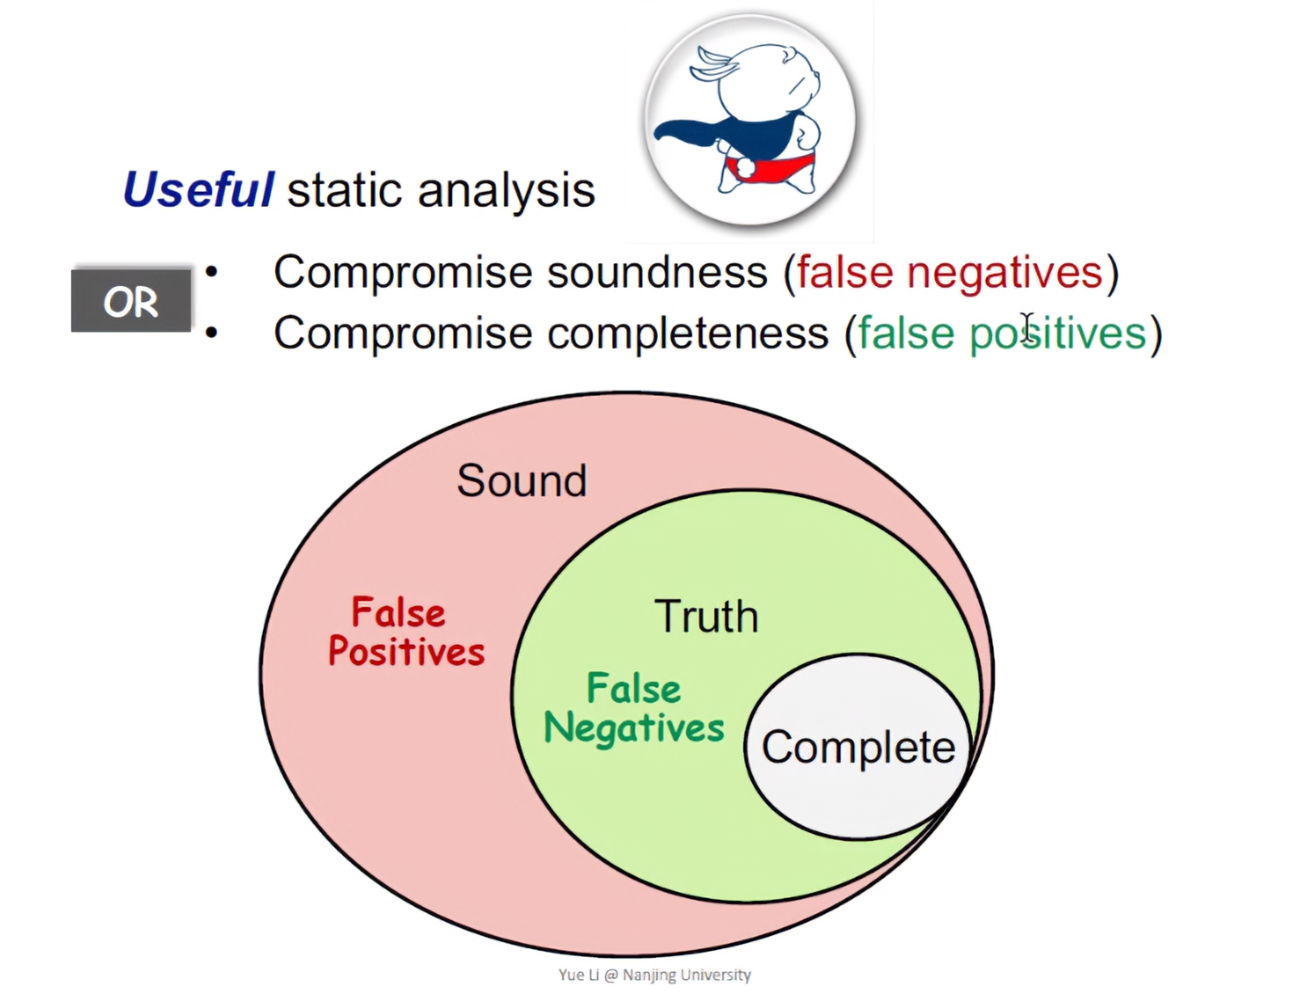 Useful static analysis
OR
• Compromise soundness (false negatives)
• Compromise completeness (false positives)
Sound
False
Positives
Truth
False
Negatives
Complete
Yue Li @ Nanjing University